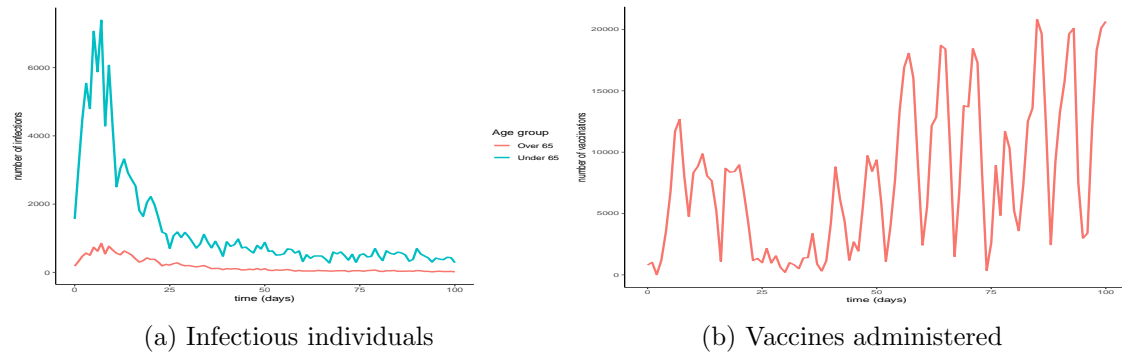 number of infections
6000
4000
2000
0
0
25
50
75
100
time (days)
Age group
Over 65
Under 65
(a) Infectious individuals
number of vaccinations
20000
15000
10000
5000
0
0
25
50
75
100
time (days)
(b) Vaccines administered